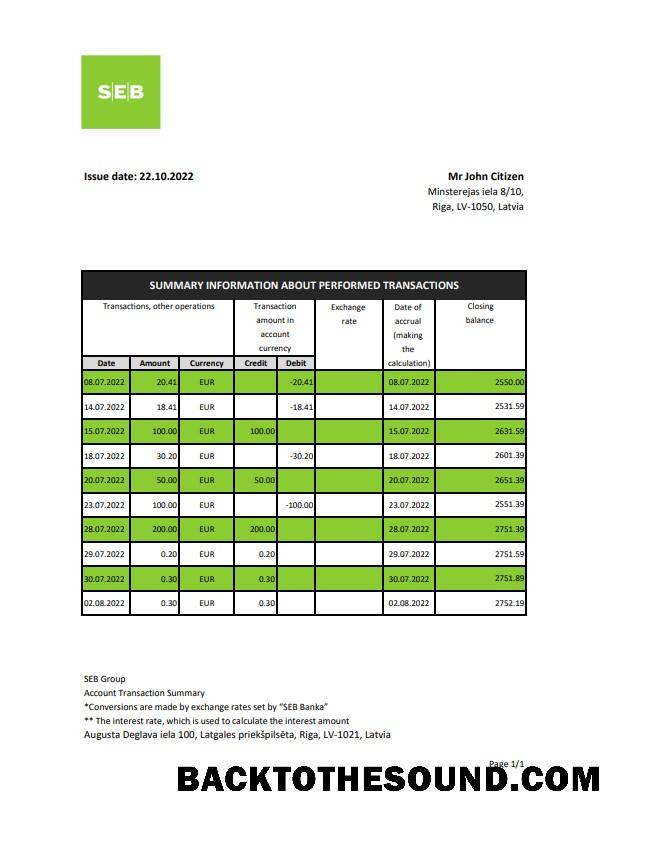 SEB
Issue date: 22.10.2022
Mr John Citizen
Minsterejas iela 8/10,
Riga, LV-1050, Latvia
SUMMARY INFORMATION ABOUT PERFORMED TRANSACTIONS
Transactions, other operations
Transaction
amount in
account
currency
Exchange
rate
Date of
accrual
(making
the
calculation)
Closing
balance
Date Amount Currency Credit Debit
08.07.2022 20.41 EUR -20.41 08.07.2022 2550.00
14.07.2022 18.41 EUR -18.41 14.07.2022 2531.59
15.07.2022 100.00 EUR 100.00 15.07.2022 2631.59
18.07.2022 30.20 EUR -30.20 18.07.2022 2601.39
20.07.2022 50.00 EUR 50.00 20.07.2022 2651.39
23.07.2022 100.00 EUR -100.00 23.07.2022 2551.39
28.07.2022 200.00 EUR 200.00 28.07.2022 2751.39
29.07.2022 0.20 EUR 0.20 29.07.2022 2751.59
30.07.2022 0.30 EUR 0.30 30.07.2022 2751.89
02.08.2022 0.30 EUR 0.30 02.08.2022 2752.19
SEB Group
Account Transaction Summary
*Conversions are made by exchange rates set by “SEB Banka”
** The interest rate, which is used to calculate the interest amount
Augusta Deglava iela 100, Latgales priekšpilsēta, Riga, LV-1021, Latvia
Page 1/1
BACKTOTHESOUND.COM